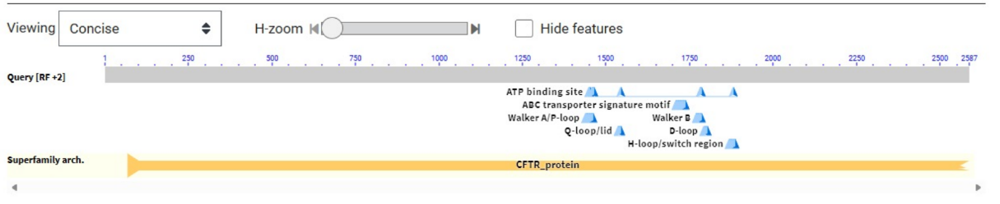 Viewing Concise H-zoom Hide features
1 250 500 750 1000 1250 1500 1750 2000 2250 2500 2587
Query [RF +2]
ATP binding site
ABC transporter signature motif
Walker A/P-loop Walker B
Q-loop/lid D-loop
H-loop/switch region
Superfamily arch. CFTR_protein